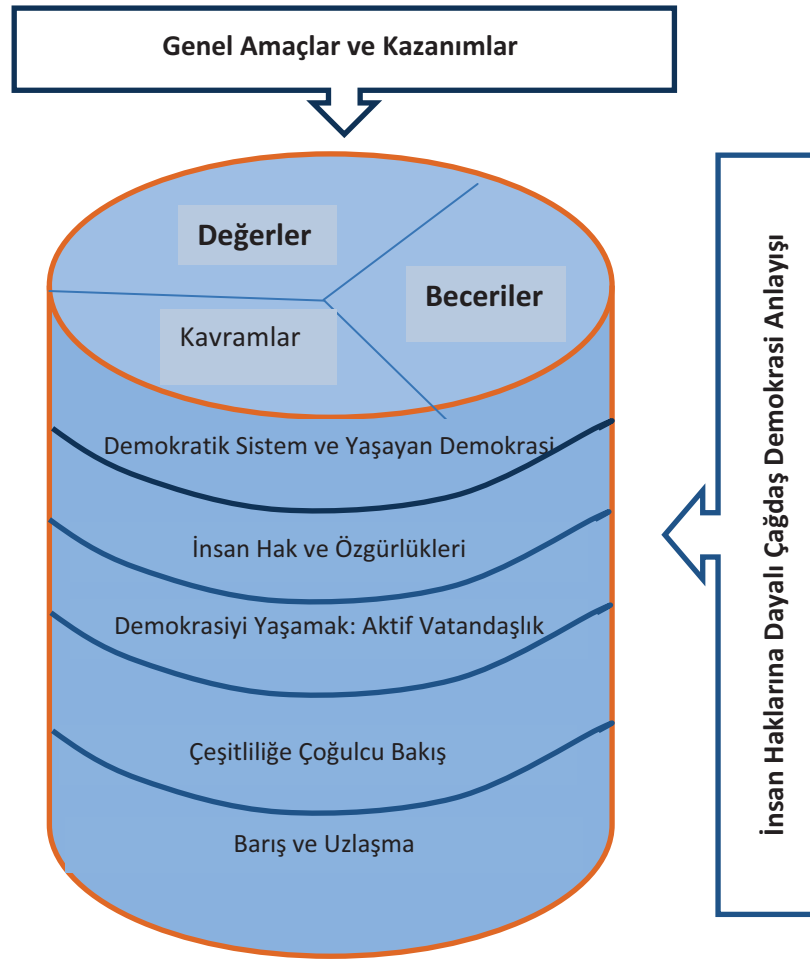 Genel Amaçlar ve Kazanımlar
Değerler
Beceriler
Kavramlar
Demokratik Sistem ve Yaşayan Demokrasi
İnsan Hak ve Özgürlükleri
Demokrasiyi Yaşamak: Aktif Vatandaşlık
Çeşitliliğe Çoğulcu Bakış
Barış ve Uzlaşma
İnsan Haklarına Dayalı Çağdaş Demokrasi Anlayışı